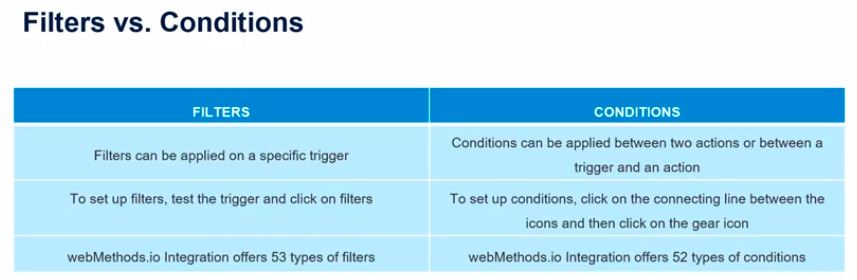 Filters vs. Conditions
FILTERS
CONDITIONS
Filters can be applied on a specific trigger
Conditions can be applied between two actions or between a
trigger and an action
To set up filters, test the trigger and click on filters
To set up conditions, click on the connecting line between the
icons and then click on the gear icon
webMethods.io Integration offers 53 types of filters
webMethods.io Integration offers 52 types of conditions